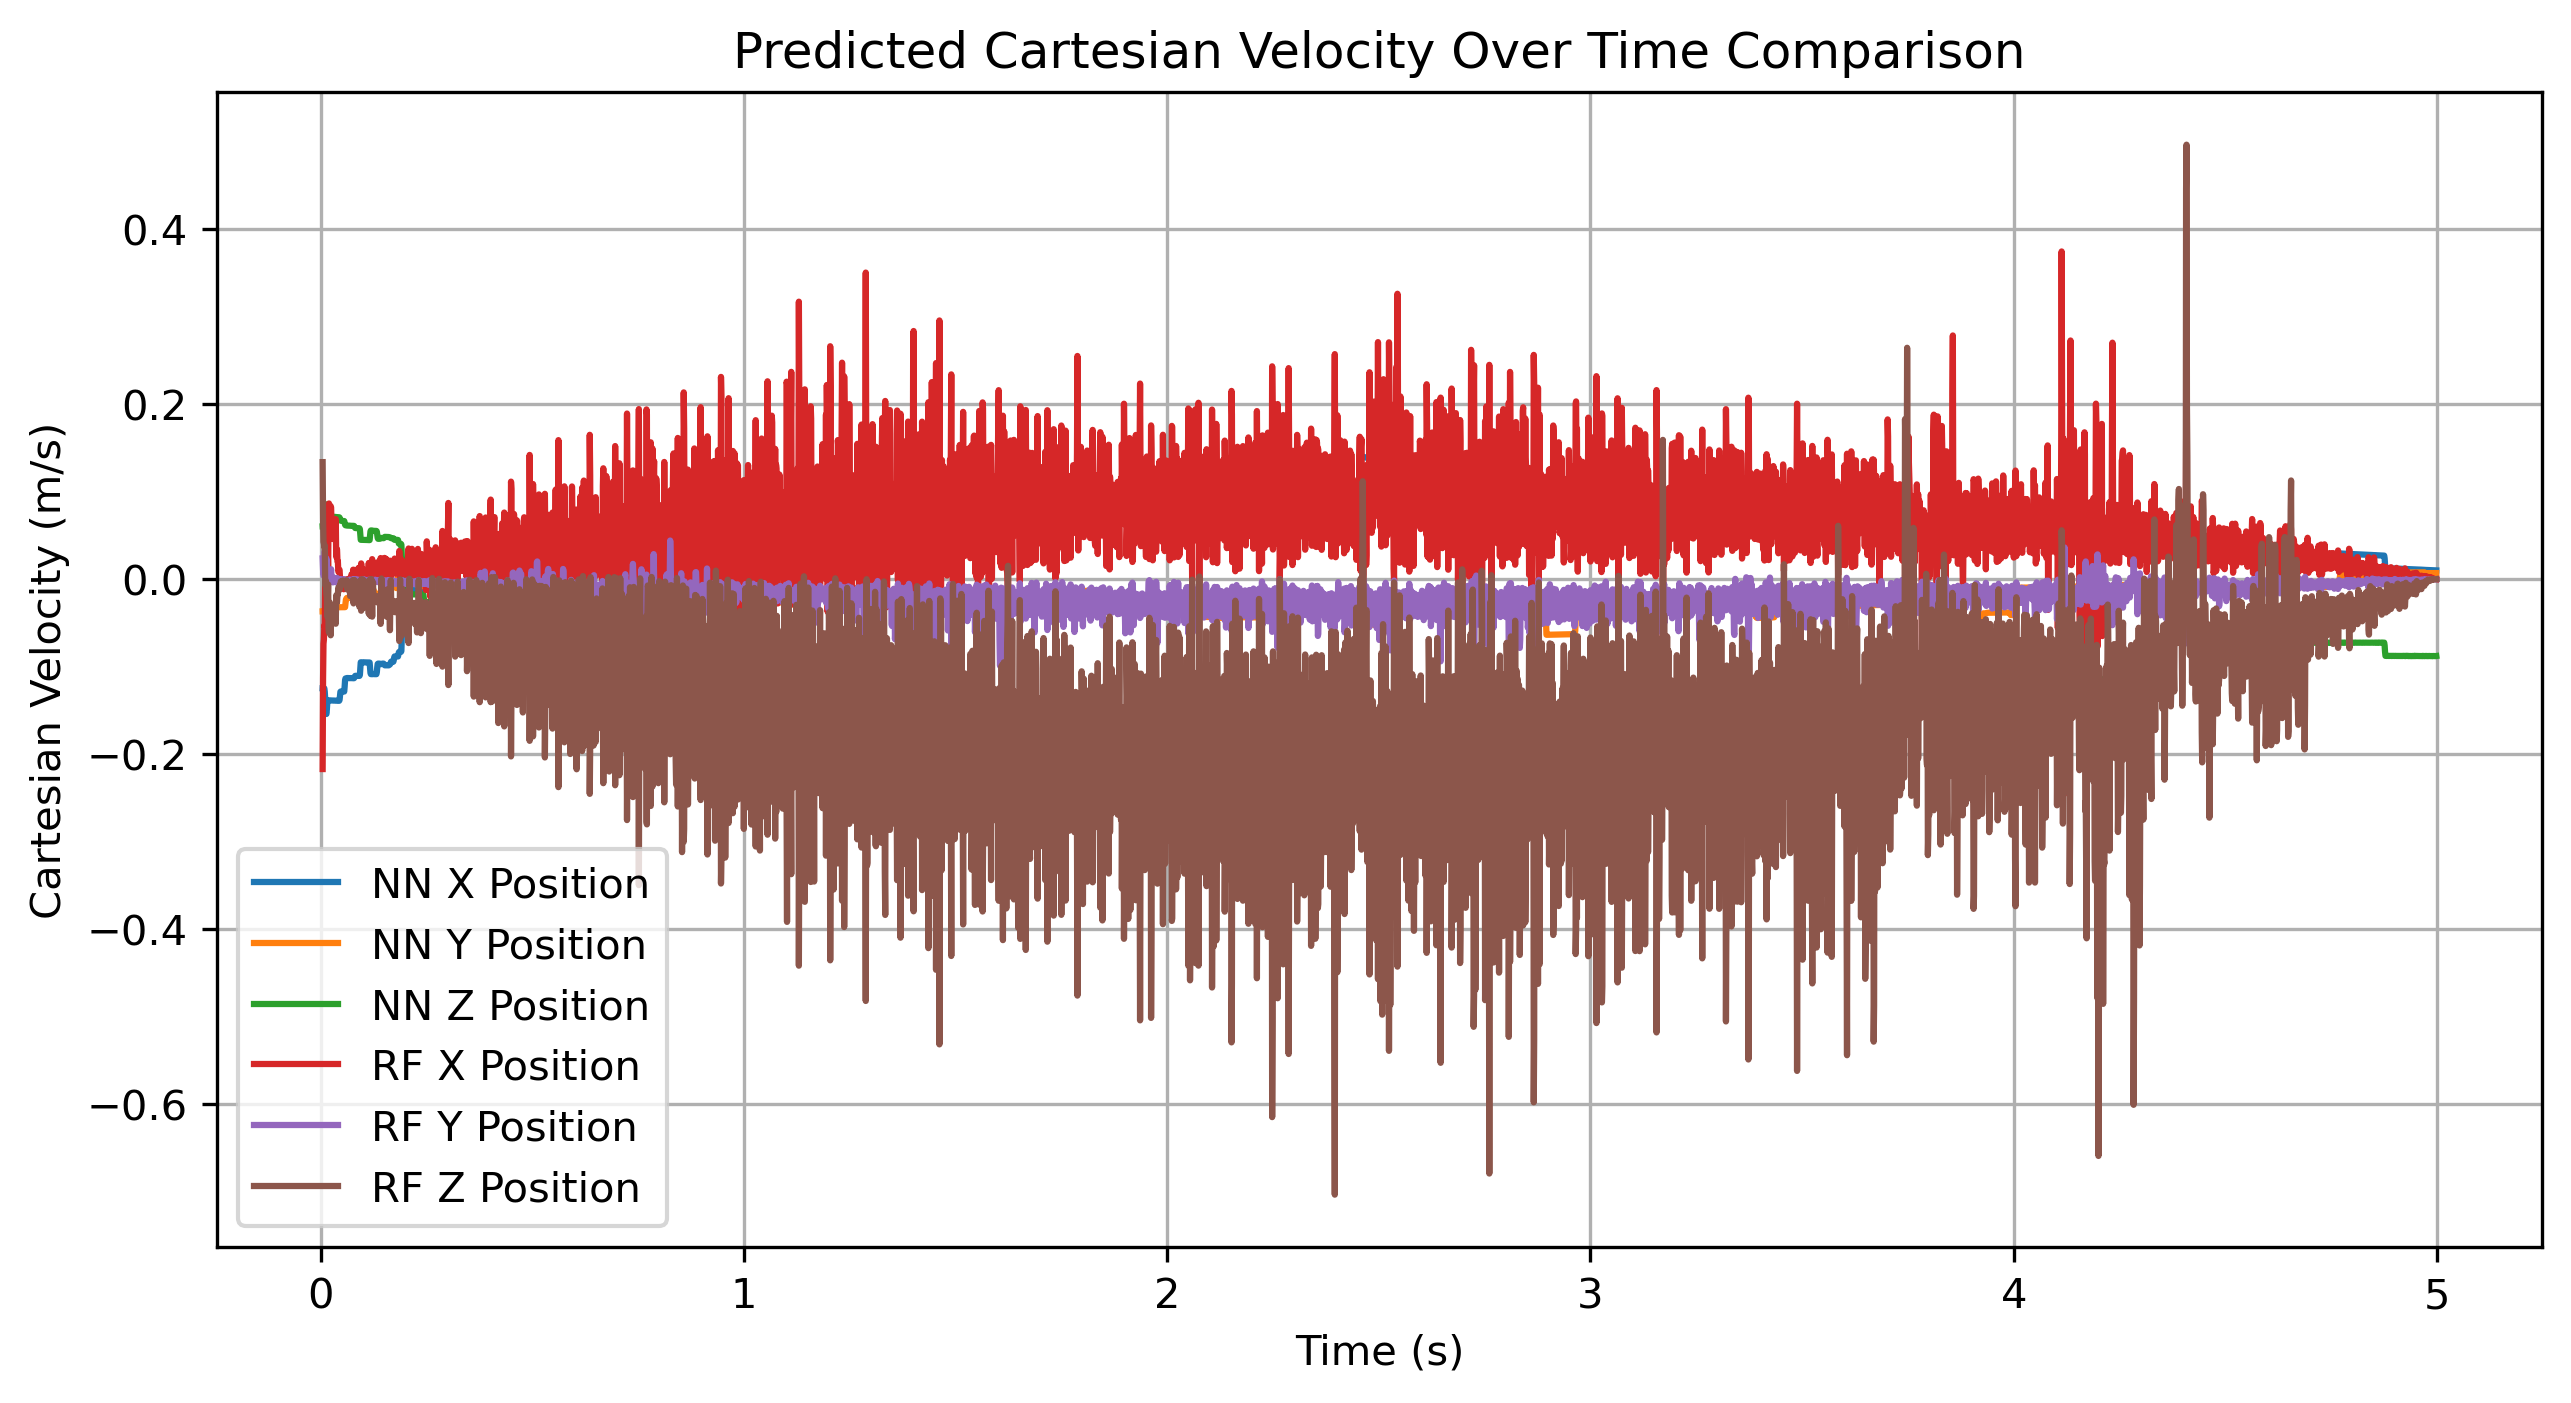 Predicted Cartesian Velocity Over Time Comparison
Cartesian Velocity (m/s)
0.4
0.2
0.0
−0.2
−0.4
−0.6
NN X Position
NN Y Position
NN Z Position
RF X Position
RF Y Position
RF Z Position
0 1 2 3 4 5
Time (s)